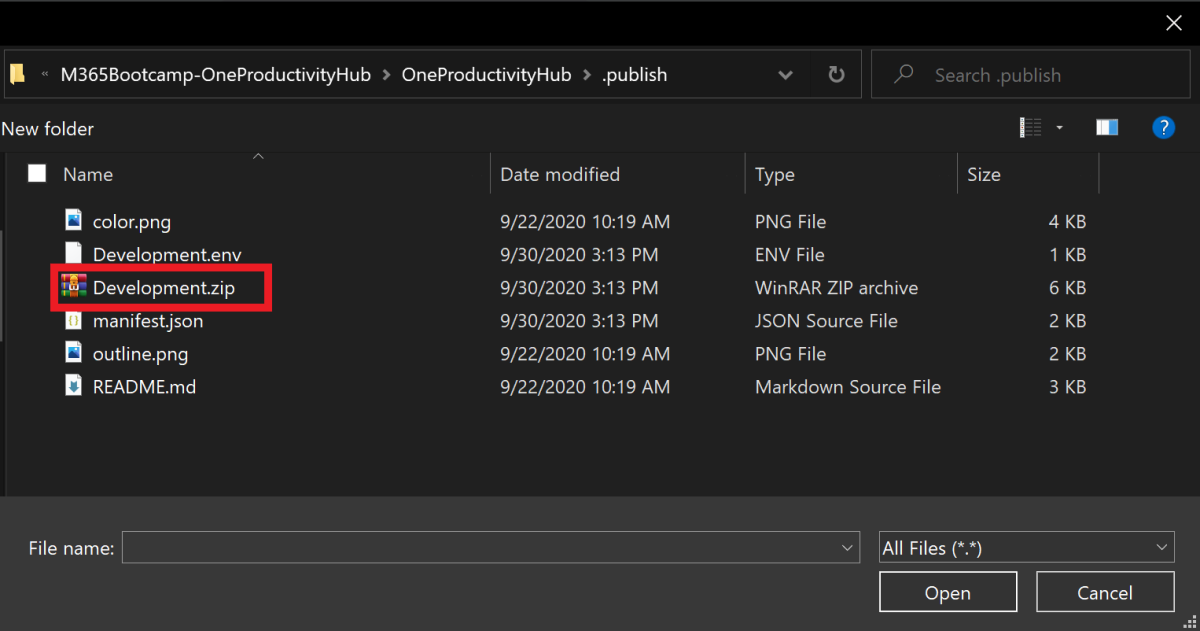 « M365Bootcamp-OneProductivityHub > OneProductivityHub > .publish
Search .publish
New folder
?
Name Date modified Type Size
color.png 9/22/2020 10:19 AM PNG File 4 KB
Development.env 9/30/2020 3:13 PM ENV File 1 KB
Development.zip 9/30/2020 3:13 PM WinRAR ZIP archive 6 KB
manifest.json 9/30/2020 3:13 PM JSON Source File 2 KB
outline.png 9/22/2020 10:19 AM PNG File 2 KB
README.md 9/22/2020 10:19 AM Markdown Source File 3 KB
File name: All Files (*.*)
Open Cancel